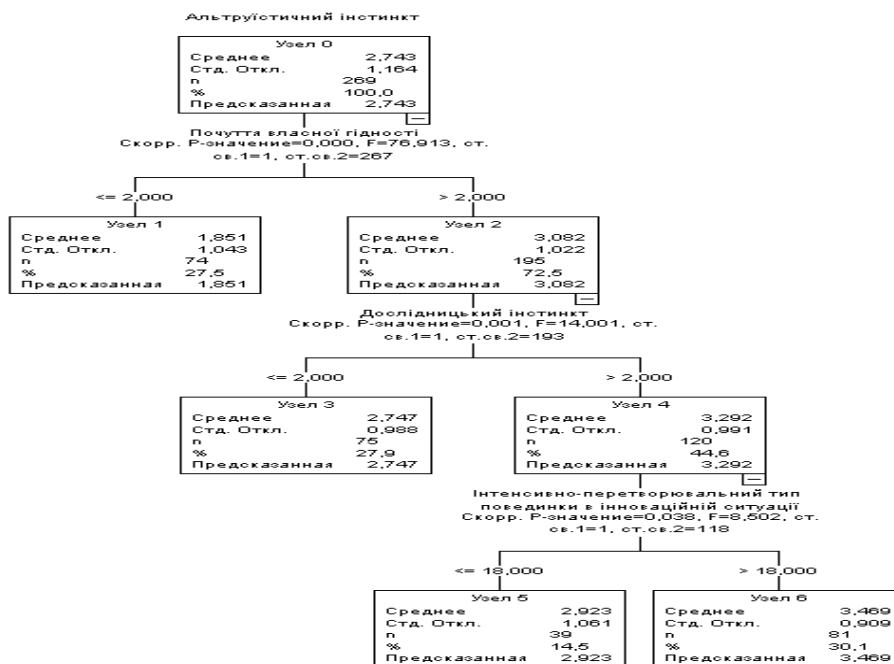 Альтруїстичний інстинкт
Узел 0
Среднее 2,743
Стд. Откл. 1,164
n 269
% 100,0
Предсказанная 2,743
Почуття власної гідності
Скорр. P-значение=0,000, F=76,913, ст.
св.1=1, ст.св.2=267
<= 2,000
> 2,000
Узел 1
Среднее 1,851
Стд. Откл. 1,043
n 74
% 27,5
Предсказанная 1,851
Узел 2
Среднее 3,082
Стд. Откл. 1,022
n 195
% 72,5
Предсказанная 3,082
Дослідницький інстинкт
Скорр. P-значение=0,001, F=14,001, ст.
св.1=1, ст.св.2=193
<= 2,000
> 2,000
Узел 3
Среднее 2,747
Стд. Откл. 0,988
n 75
% 27,9
Предсказанная 2,747
Узел 4
Среднее 3,292
Стд. Откл. 0,991
n 120
% 44,6
Предсказанная 3,292
Інтенсивно-перетворювальний тип
повединки в інноваційній ситуації
Скорр. P-значение=0,038, F=8,502, ст.
св.1=1, ст.св.2=118
<= 18,000
> 18,000
Узел 5
Среднее 2,923
Стд. Откл. 1,061
n 39
% 14,5
Предсказанная 2,923
Узел 6
Среднее 3,469
Стд. Откл. 0,909
n 81
% 30,1
Предсказанная 3,469